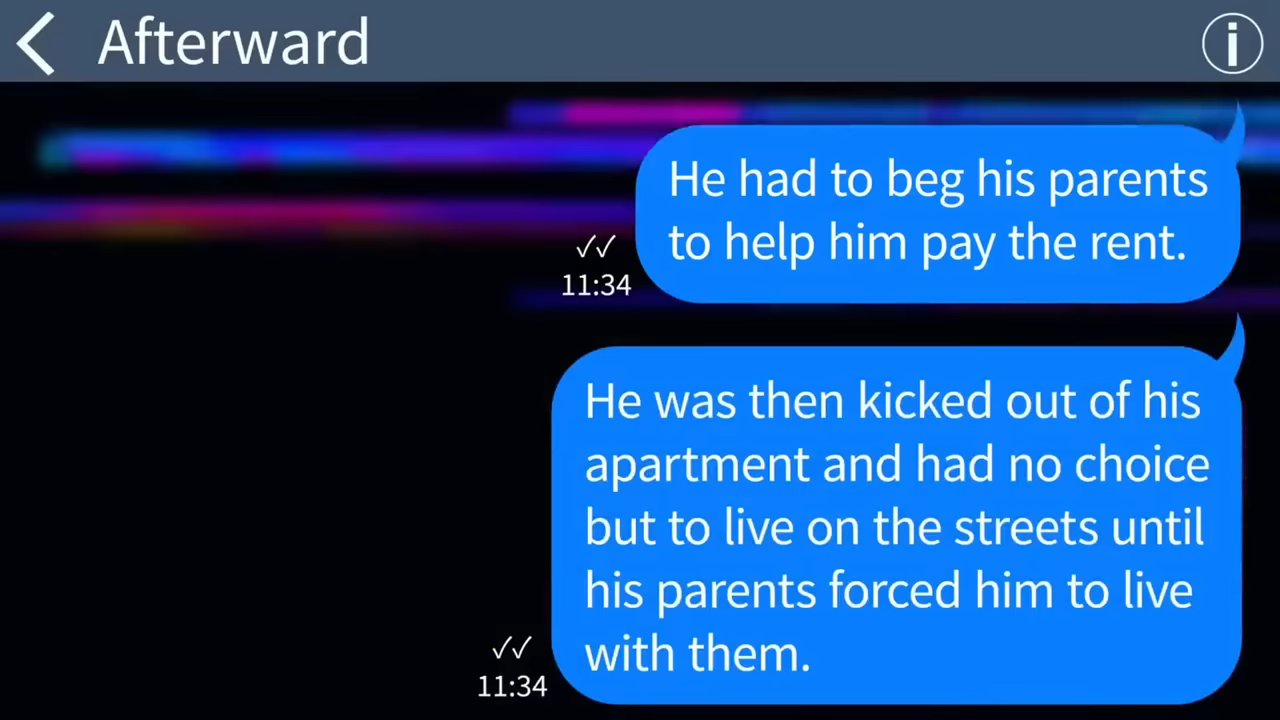 Afterward
He had to beg his parents
to help him pay the rent.
✓✓
11:34
He was then kicked out of his
apartment and had no choice
but to live on the streets until
his parents forced him to live
with them.
✓✓
11:34